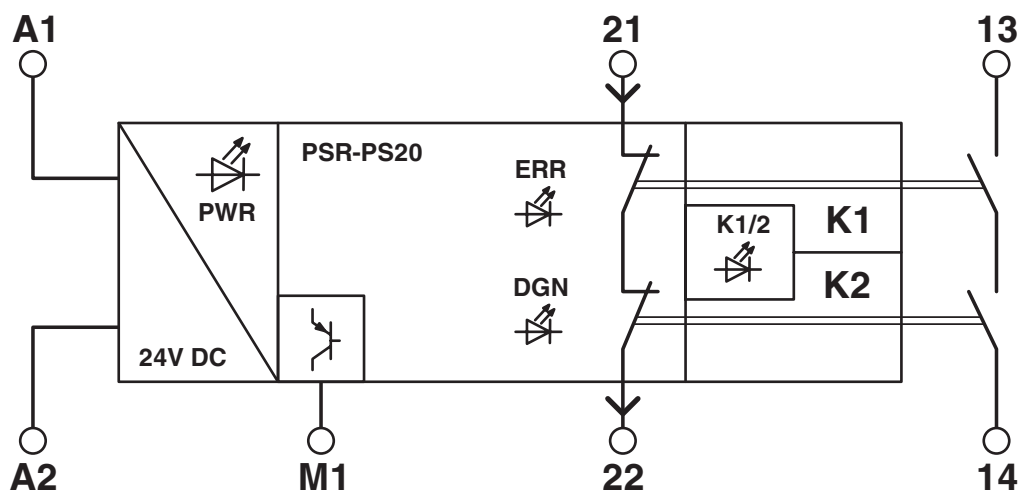 A1
21
13
PSR-PS20
ERR
PWR
K1/2
K1
DGN
K2
24V DC
A2
M1
22
14